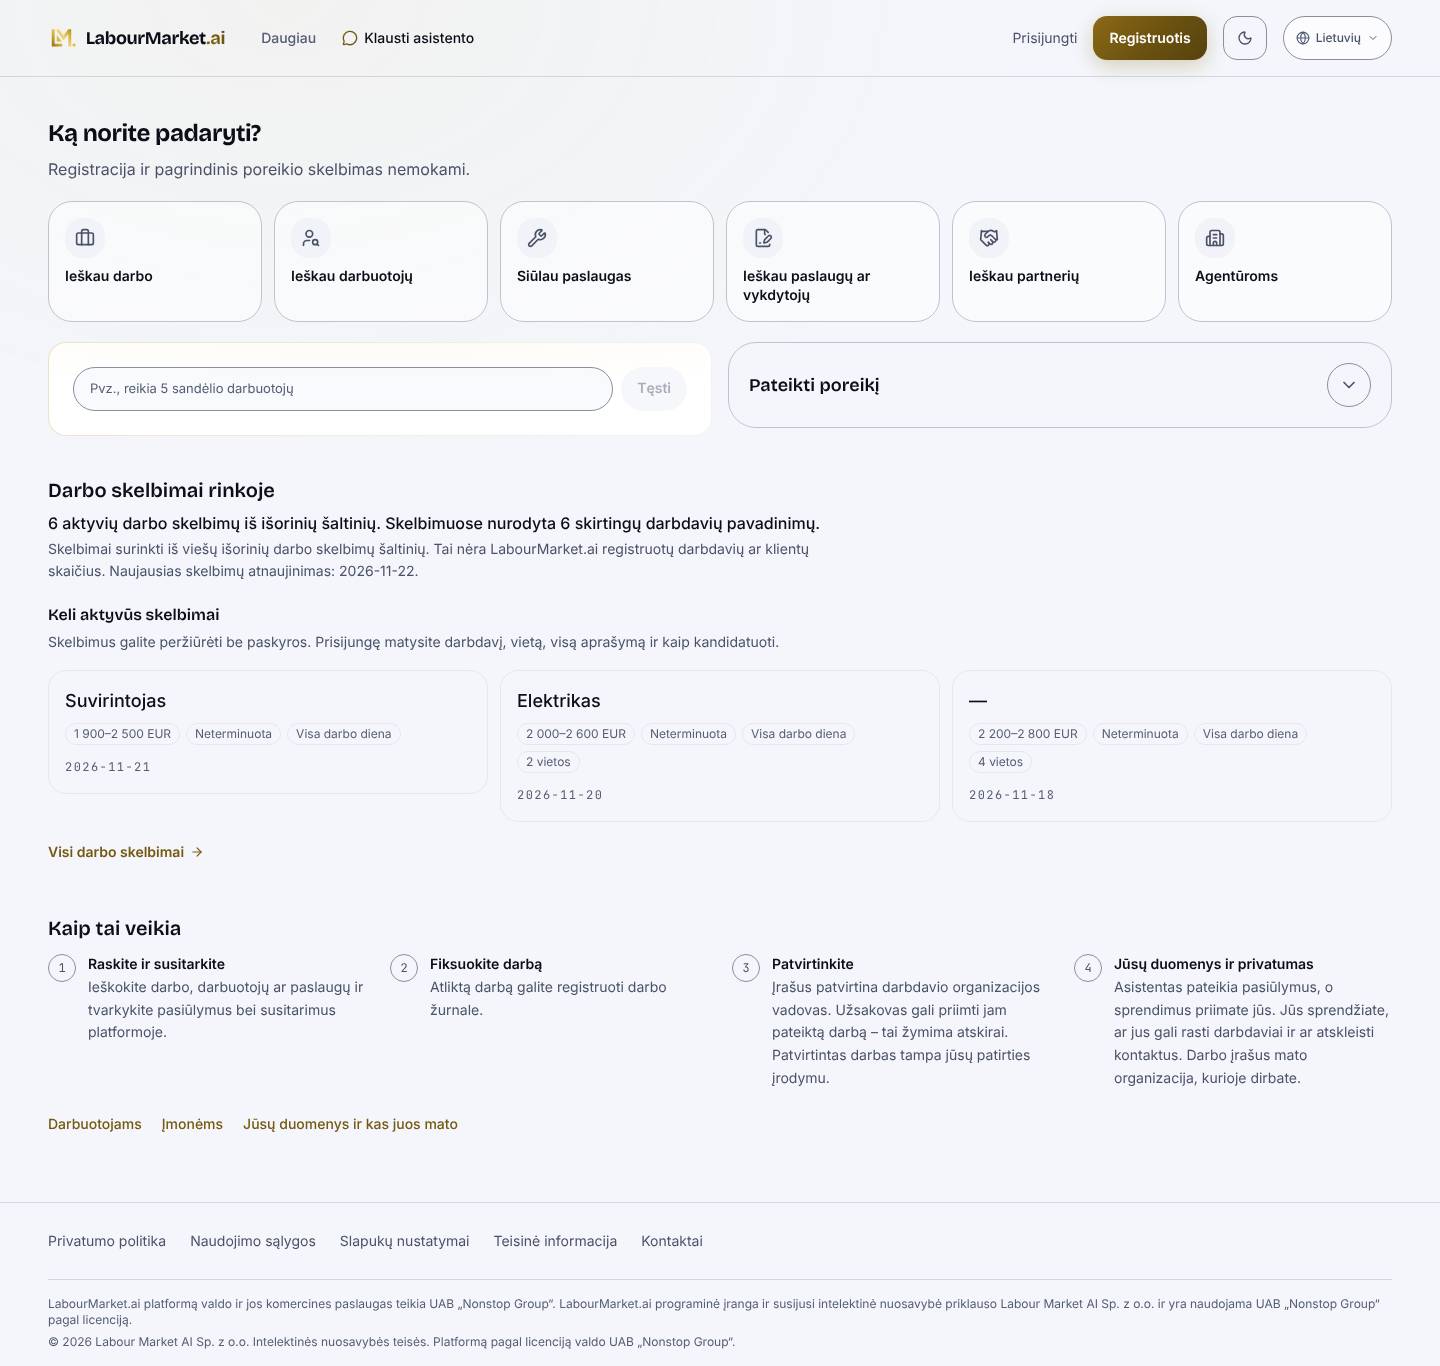 LabourMarket.ai
Daugiau
Klausti asistento
Prisijungti
Registruotis
Lietuvių
Ką norite padaryti?
Registracija ir pagrindinis poreikio skelbimas nemokami.
Ieškau darbo
Ieškau darbuotojų
Siūlau paslaugas
Ieškau paslaugų ar
vykdytojų
Ieškau partnerių
Agentūroms
Pvz., reikia 5 sandėlio darbuotojų
Tęsti
Pateikti poreikį
Darbo skelbimai rinkoje
6 aktyvių darbo skelbimų iš išorinių šaltinių. Skelbimuose nurodyta 6 skirtingų darbdavių pavadinimų.
Skelbimai surinkti iš viešų išorinių darbo skelbimų šaltinių. Tai nėra LabourMarket.ai registruotų darbdavių ar klientų
skaičius. Naujausias skelbimų atnaujinimas: 2026-11-22.
Keli aktyvūs skelbimai
Skelbimus galite peržiūrėti be paskyros. Prisijungę matysite darbdavį, vietą, visą aprašymą ir kaip kandidatuoti.
Suvirintojas
1 900–2 500 EUR
Neterminuota
Visa darbo diena
2026-11-21
Elektrikas
2 000–2 600 EUR
Neterminuota
Visa darbo diena
2 vietos
2026-11-20
—
2 200–2 800 EUR
Neterminuota
Visa darbo diena
4 vietos
2026-11-18
Visi darbo skelbimai →
Kaip tai veikia
1
Raskite ir susitarkite
Ieškokite darbo, darbuotojų ar paslaugų ir
tvarkykite pasiūlymus bei susitarimus
platformoje.
2
Fiksuokite darbą
Atliktą darbą galite registruoti darbo
žurnale.
3
Patvirtinkite
Įrašus patvirtina darbdavio organizacijos
vadovas. Užsakovas gali priimti jam
pateiktą darbą – tai žymima atskirai.
Patvirtintas darbas tampa jūsų patirties
įrodymu.
4
Jūsų duomenys ir privatumas
Asistentas pateikia pasiūlymus, o
sprendimus priimate jūs. Jūs sprendžiate,
ar jus gali rasti darbdaviai ir ar atskleisti
kontaktus. Darbo įrašus mato
organizacija, kurioje dirbate.
Darbuotojams
Įmonėms
Jūsų duomenys ir kas juos mato
Privatumo politika
Naudojimo sąlygos
Slapukų nustatymai
Teisinė informacija
Kontaktai
LabourMarket.ai platformą valdo ir jos komercines paslaugas teikia UAB „Nonstop Group“. LabourMarket.ai programinė įranga ir susijusi intelektinė nuosavybė priklauso Labour Market AI Sp. z o.o. ir yra naudojama UAB „Nonstop Group“
pagal licenciją.
© 2026 Labour Market AI Sp. z o.o. Intelektinės nuosavybės teisės. Platformą pagal licenciją valdo UAB „Nonstop Group“.